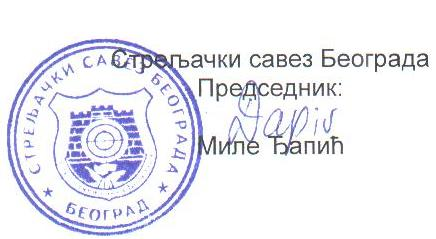 Стрељачки савез Београда
Председник:
Миле Ђапић
СТРЕЉАЧКИ САВЕЗ БЕОГРАДА
БЕОГРАД